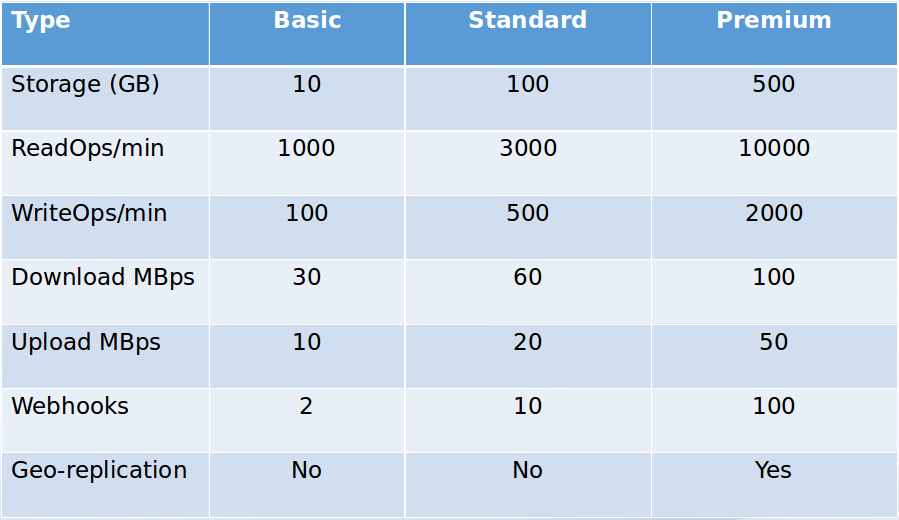 Type Basic Standard Premium
Storage (GB) 10 100 500
ReadOps/min 1000 3000 10000
WriteOps/min 100 500 2000
Download MBps 30 60 100
Upload MBps 10 20 50
Webhooks 2 10 100
Geo-replication No No Yes